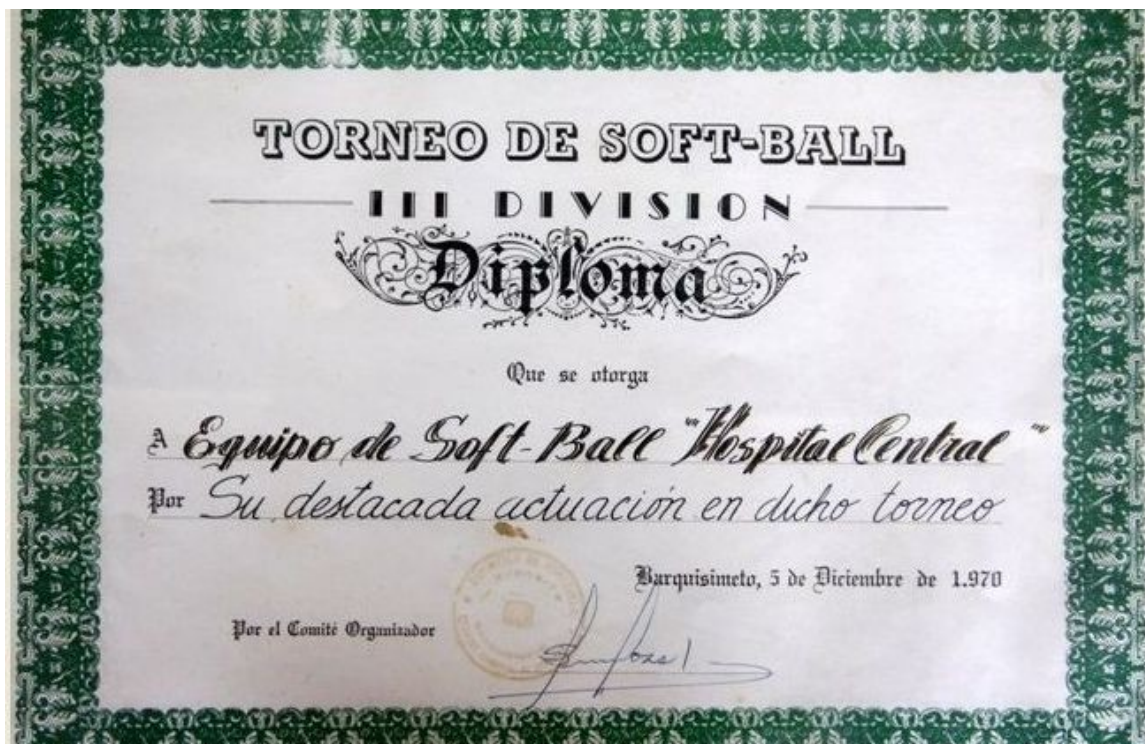 TORNEO DE SOFT-BALL
III DIVISION
Diploma
Que se otorga
A Equipo de Soft-Ball "Hospital Central"
Por Su destacada actuación en dicho torneo
Barquisimeto, 5 de Diciembre de 1.970
Por el Comité Organizador